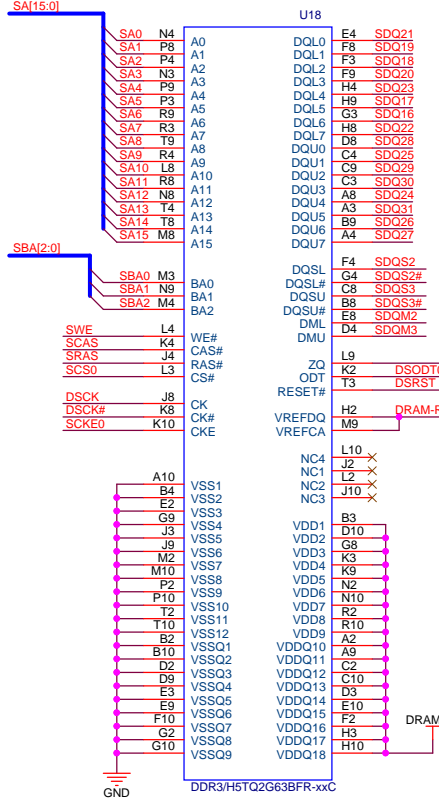 SA[15:0]
U18
SA0 N4 A0 DQL0 E4 SDQ21
SA1 P8 A1 DQL1 F8 SDQ19
SA2 P4 A2 DQL2 F3 SDQ18
SA3 N3 A3 DQL3 F9 SDQ20
SA4 P9 A4 DQL4 H4 SDQ23
SA5 P3 A5 DQL5 H9 SDQ17
SA6 R9 A6 DQL6 G3 SDQ16
SA7 R3 A7 DQL7 H8 SDQ22
SA8 T9 A8 DQU0 D8 SDQ28
SA9 R4 A9 DQU1 C4 SDQ25
SA10 L8 A10 DQU2 C9 SDQ29
SA11 R8 A11 DQU3 C3 SDQ30
SA12 N8 A12 DQU4 A8 SDQ24
SA13 T4 A13 DQU5 A3 SDQ31
SA14 T8 A14 DQU6 B9 SDQ26
SA15 M8 A15 DQU7 A4 SDQ27
SBA[2:0]
DQSL F4 SDQS2
SBA0 M3 BA0 DQSL# G4 SDQS2#
SBA1 N9 BA1 DQSU C8 SDQS3
SBA2 M4 BA2 DQSU# B8 SDQS3#
DML E8 SDQM2
SWE L4 WE# DMU D4 SDQM3
SCAS K4 CAS#
SRAS J4 RAS# ZQ L9
SCS0 L3 CS# ODT K2 DSODT0
RESET# T3 DSRST
DSCK J8 CK
DSCK# K8 CK# VREFDQ H2 DRAM-R
SCKE0 K10 CKE VREFCA M9
NC4 L10
NC1 J2
NC2 L2
NC3 J10
A10 VSS1
B4 VSS2
E2 VSS3
G9 VSS4 VDD1 B3
J3 VSS5 VDD2 D10
J9 VSS6 VDD3 G8
M2 VSS7 VDD4 K3
M10 VSS8 VDD5 K9
P2 VSS9 VDD6 N2
P10 VSS10 VDD7 N10
T2 VSS11 VDD8 R2
T10 VSS12 VDD9 R10
B2 VSSQ1 VDDQ10 A2
B10 VSSQ2 VDDQ11 A9
D2 VSSQ3 VDDQ12 C2
D9 VSSQ4 VDDQ13 C10
E3 VSSQ5 VDDQ14 D3
E9 VSSQ6 VDDQ15 E10
F10 VSSQ7 VDDQ16 F2
G2 VSSQ8 VDDQ17 H3
G10 VSSQ9 VDDQ18 H10
DRAM
DDR3/H5TQ2G63BFR-xxC
GND